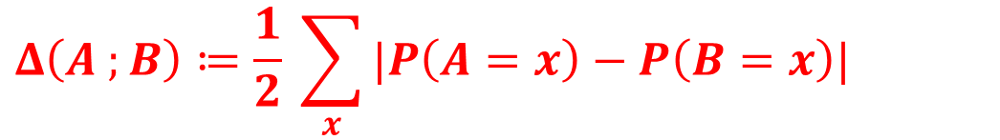 Δ(A ; B) ≔ 1/2 ∑_x |P(A = x) − P(B = x)|